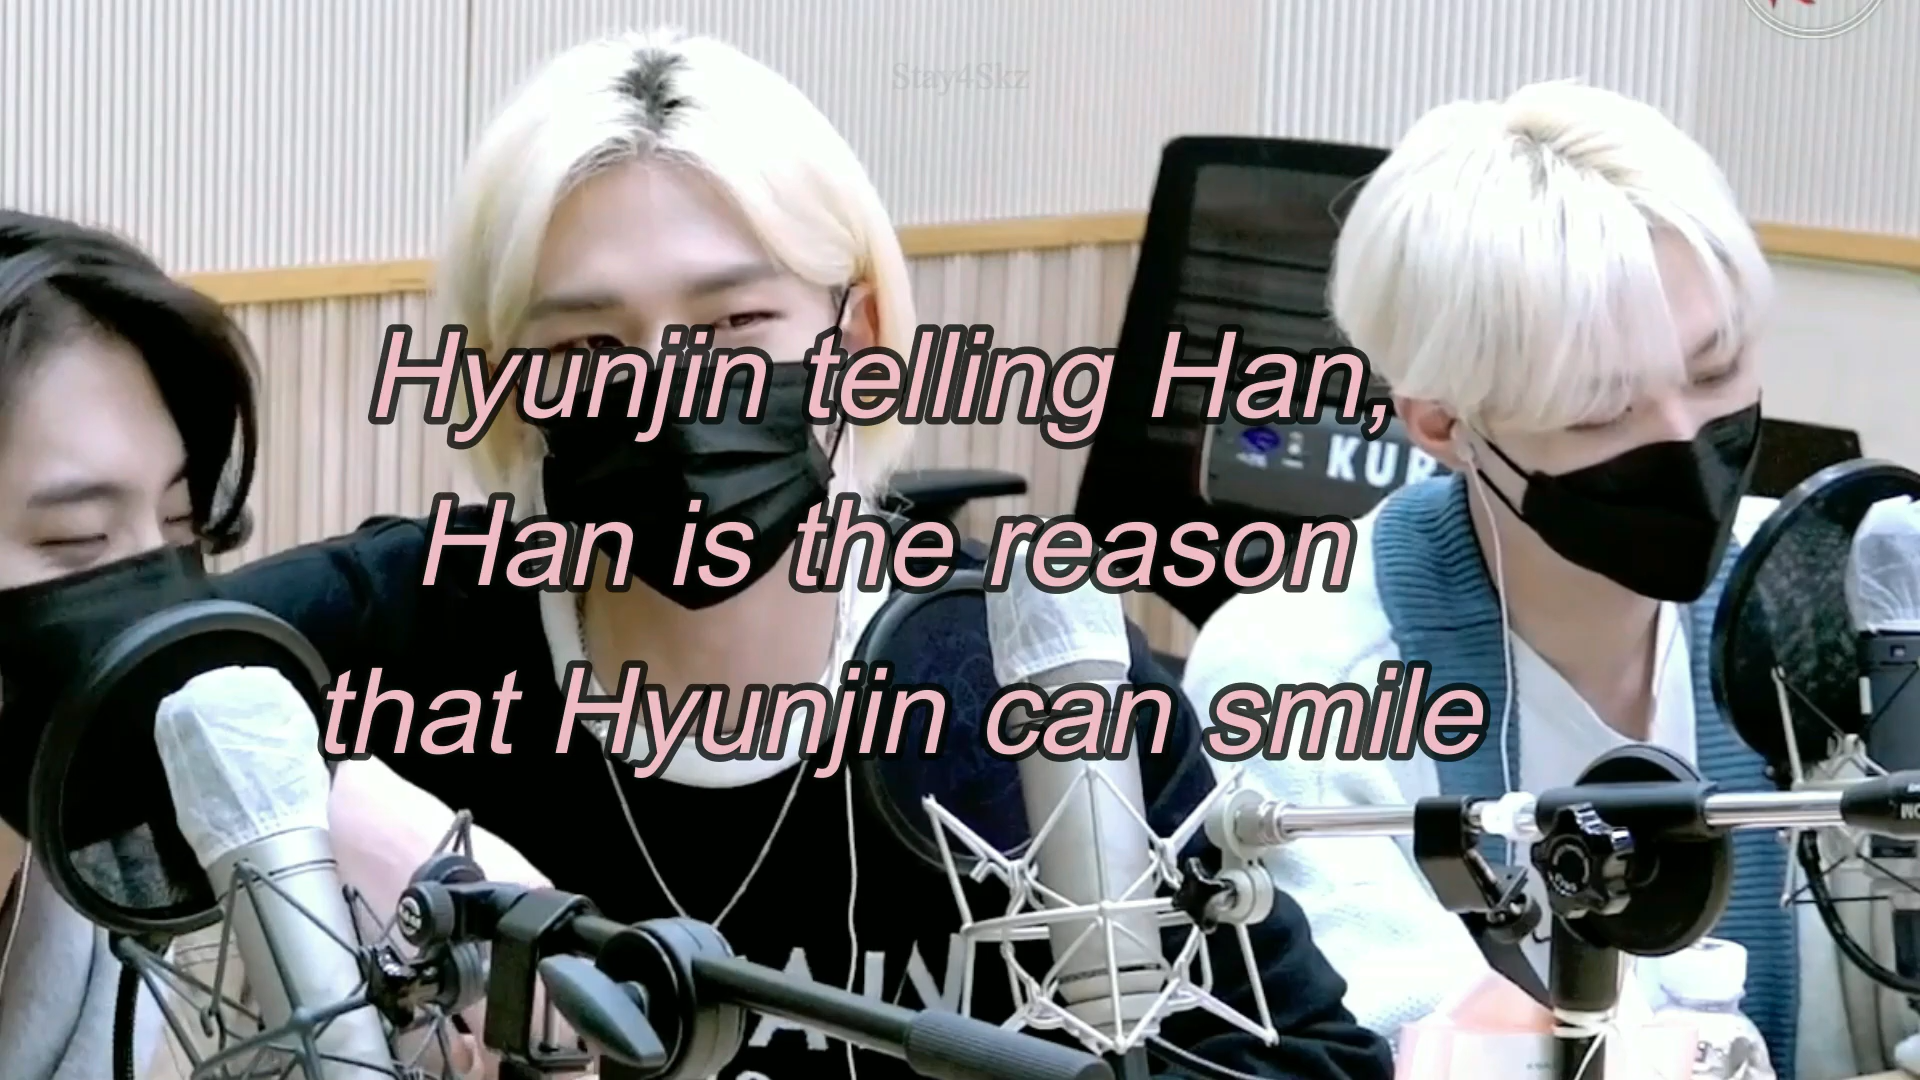 Stay4Skz
Hyunjin telling Han,
KUR
Han is the reason
that Hyunjin can smile